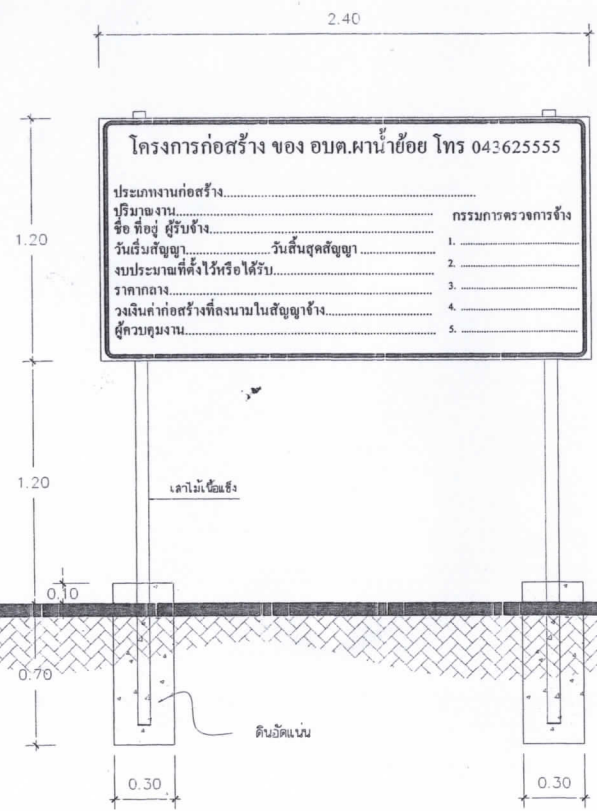 2.40
โครงการก่อสร้าง ของ อบต.ผาน้ำย้อย โทร 043625555
ประเภทงานก่อสร้าง........................
ปริมาณงาน........................
ชื่อ ที่อยู่ ผู้รับจ้าง........................
วันเริ่มสัญญา....................วันสิ้นสุดสัญญา....................
งบประมาณที่ตั้งไว้หรือได้รับ........................
ราคากลาง........................
วงเงินค่าก่อสร้างที่ลงนามในสัญญาจ้าง........................
ผู้ควบคุมงาน........................
กรรมการตรวจการจ้าง
1. ........................
2. ........................
3. ........................
4. ........................
5. ........................
1.20
1.20
เสาไม้เนื้อแข็ง
0.10
0.70
ดินอัดแน่น
0.30
0.30